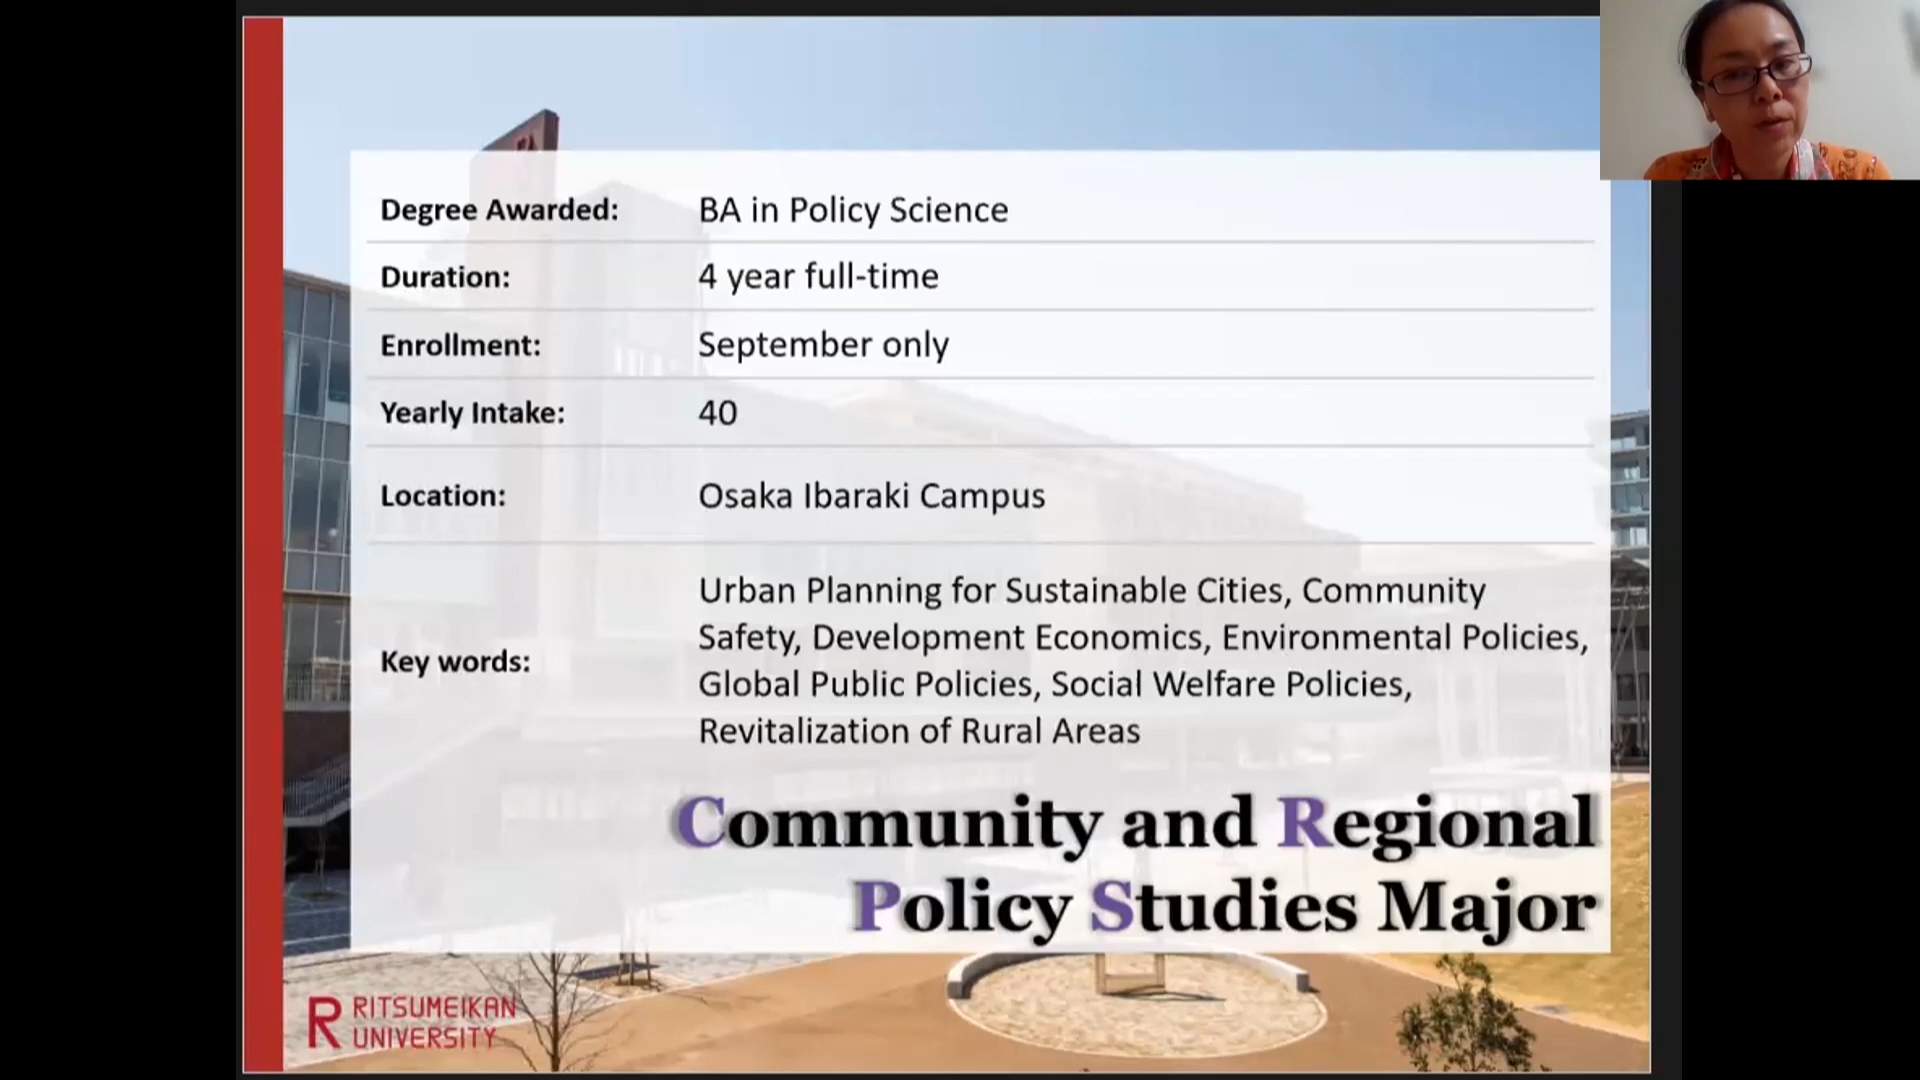 Degree Awarded: BA in Policy Science
Duration: 4 year full-time
Enrollment: September only
Yearly Intake: 40
Location: Osaka Ibaraki Campus
Key words: Urban Planning for Sustainable Cities, Community
Safety, Development Economics, Environmental Policies,
Global Public Policies, Social Welfare Policies,
Revitalization of Rural Areas
Community and Regional
Policy Studies Major
R RITSUMEIKAN
UNIVERSITY